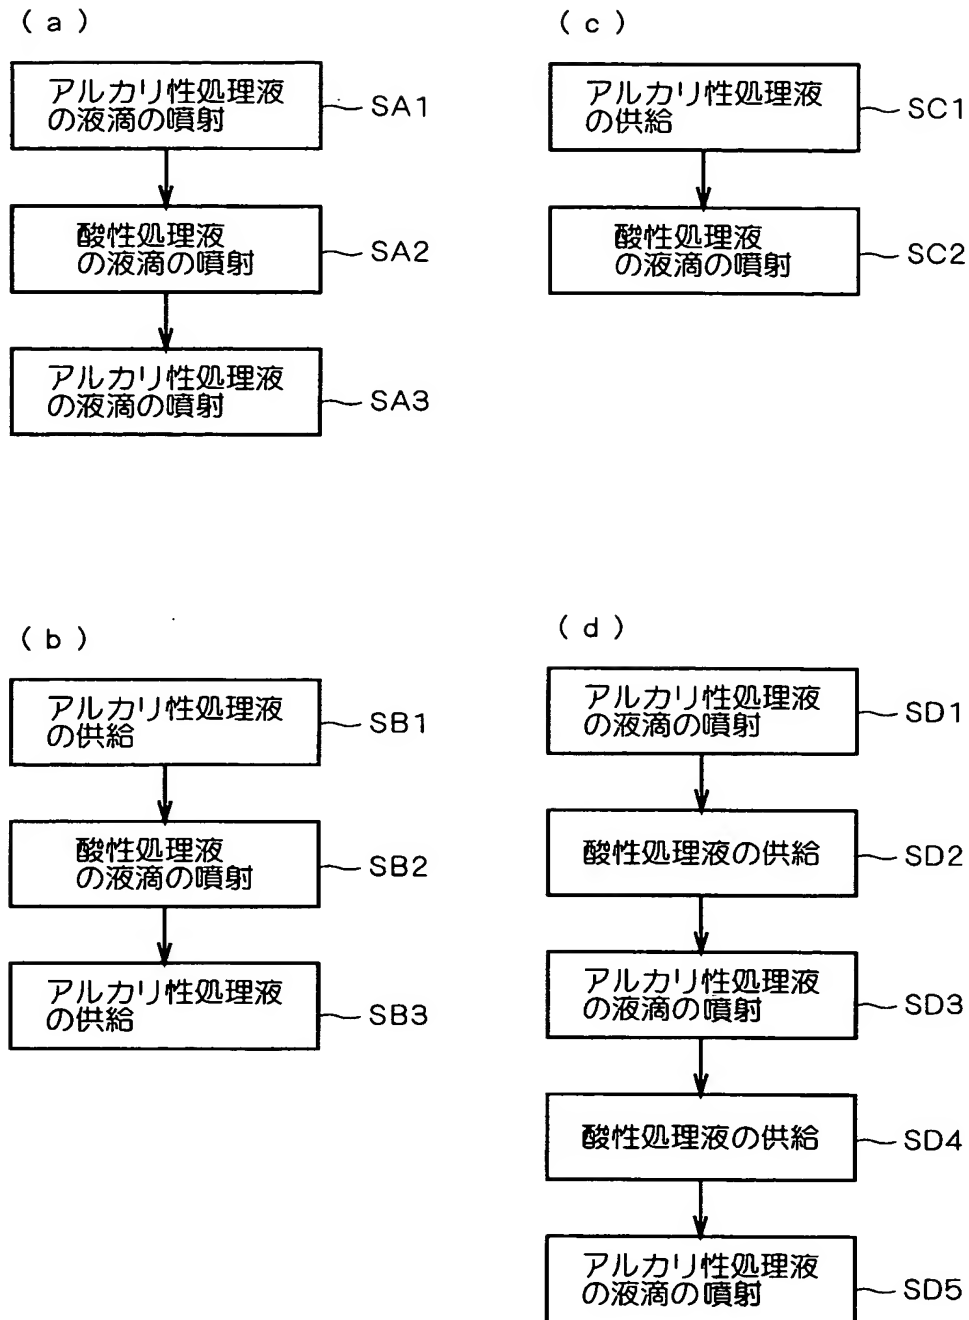 ( a )
アルカリ性処理液
の液滴の噴射
SA1
酸性処理液
の液滴の噴射
SA2
アルカリ性処理液
の液滴の噴射
SA3
( b )
アルカリ性処理液
の供給
SB1
酸性処理液
の液滴の噴射
SB2
アルカリ性処理液
の供給
SB3
( c )
アルカリ性処理液
の供給
SC1
酸性処理液
の液滴の噴射
SC2
( d )
アルカリ性処理液
の液滴の噴射
SD1
酸性処理液の供給
SD2
アルカリ性処理液
の液滴の噴射
SD3
酸性処理液の供給
SD4
アルカリ性処理液
の液滴の噴射
SD5